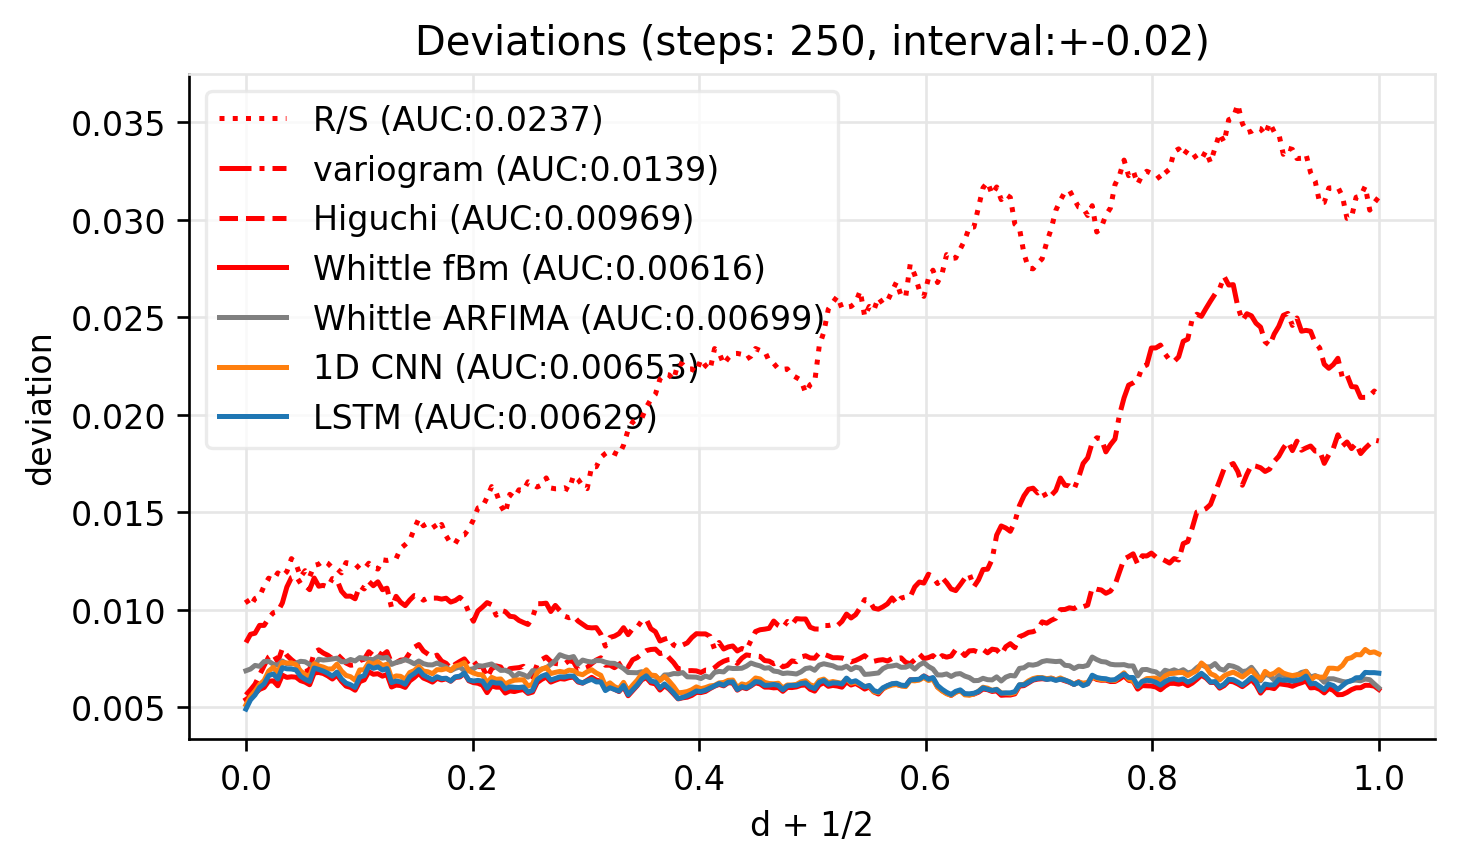 Deviations (steps: 250, interval:+-0.02)
R/S (AUC:0.0237)
variogram (AUC:0.0139)
Higuchi (AUC:0.00969)
Whittle fBm (AUC:0.00616)
Whittle ARFIMA (AUC:0.00699)
1D CNN (AUC:0.00653)
LSTM (AUC:0.00629)
deviation
0.035
0.030
0.025
0.020
0.015
0.010
0.005
0.0 0.2 0.4 0.6 0.8 1.0
d + 1/2